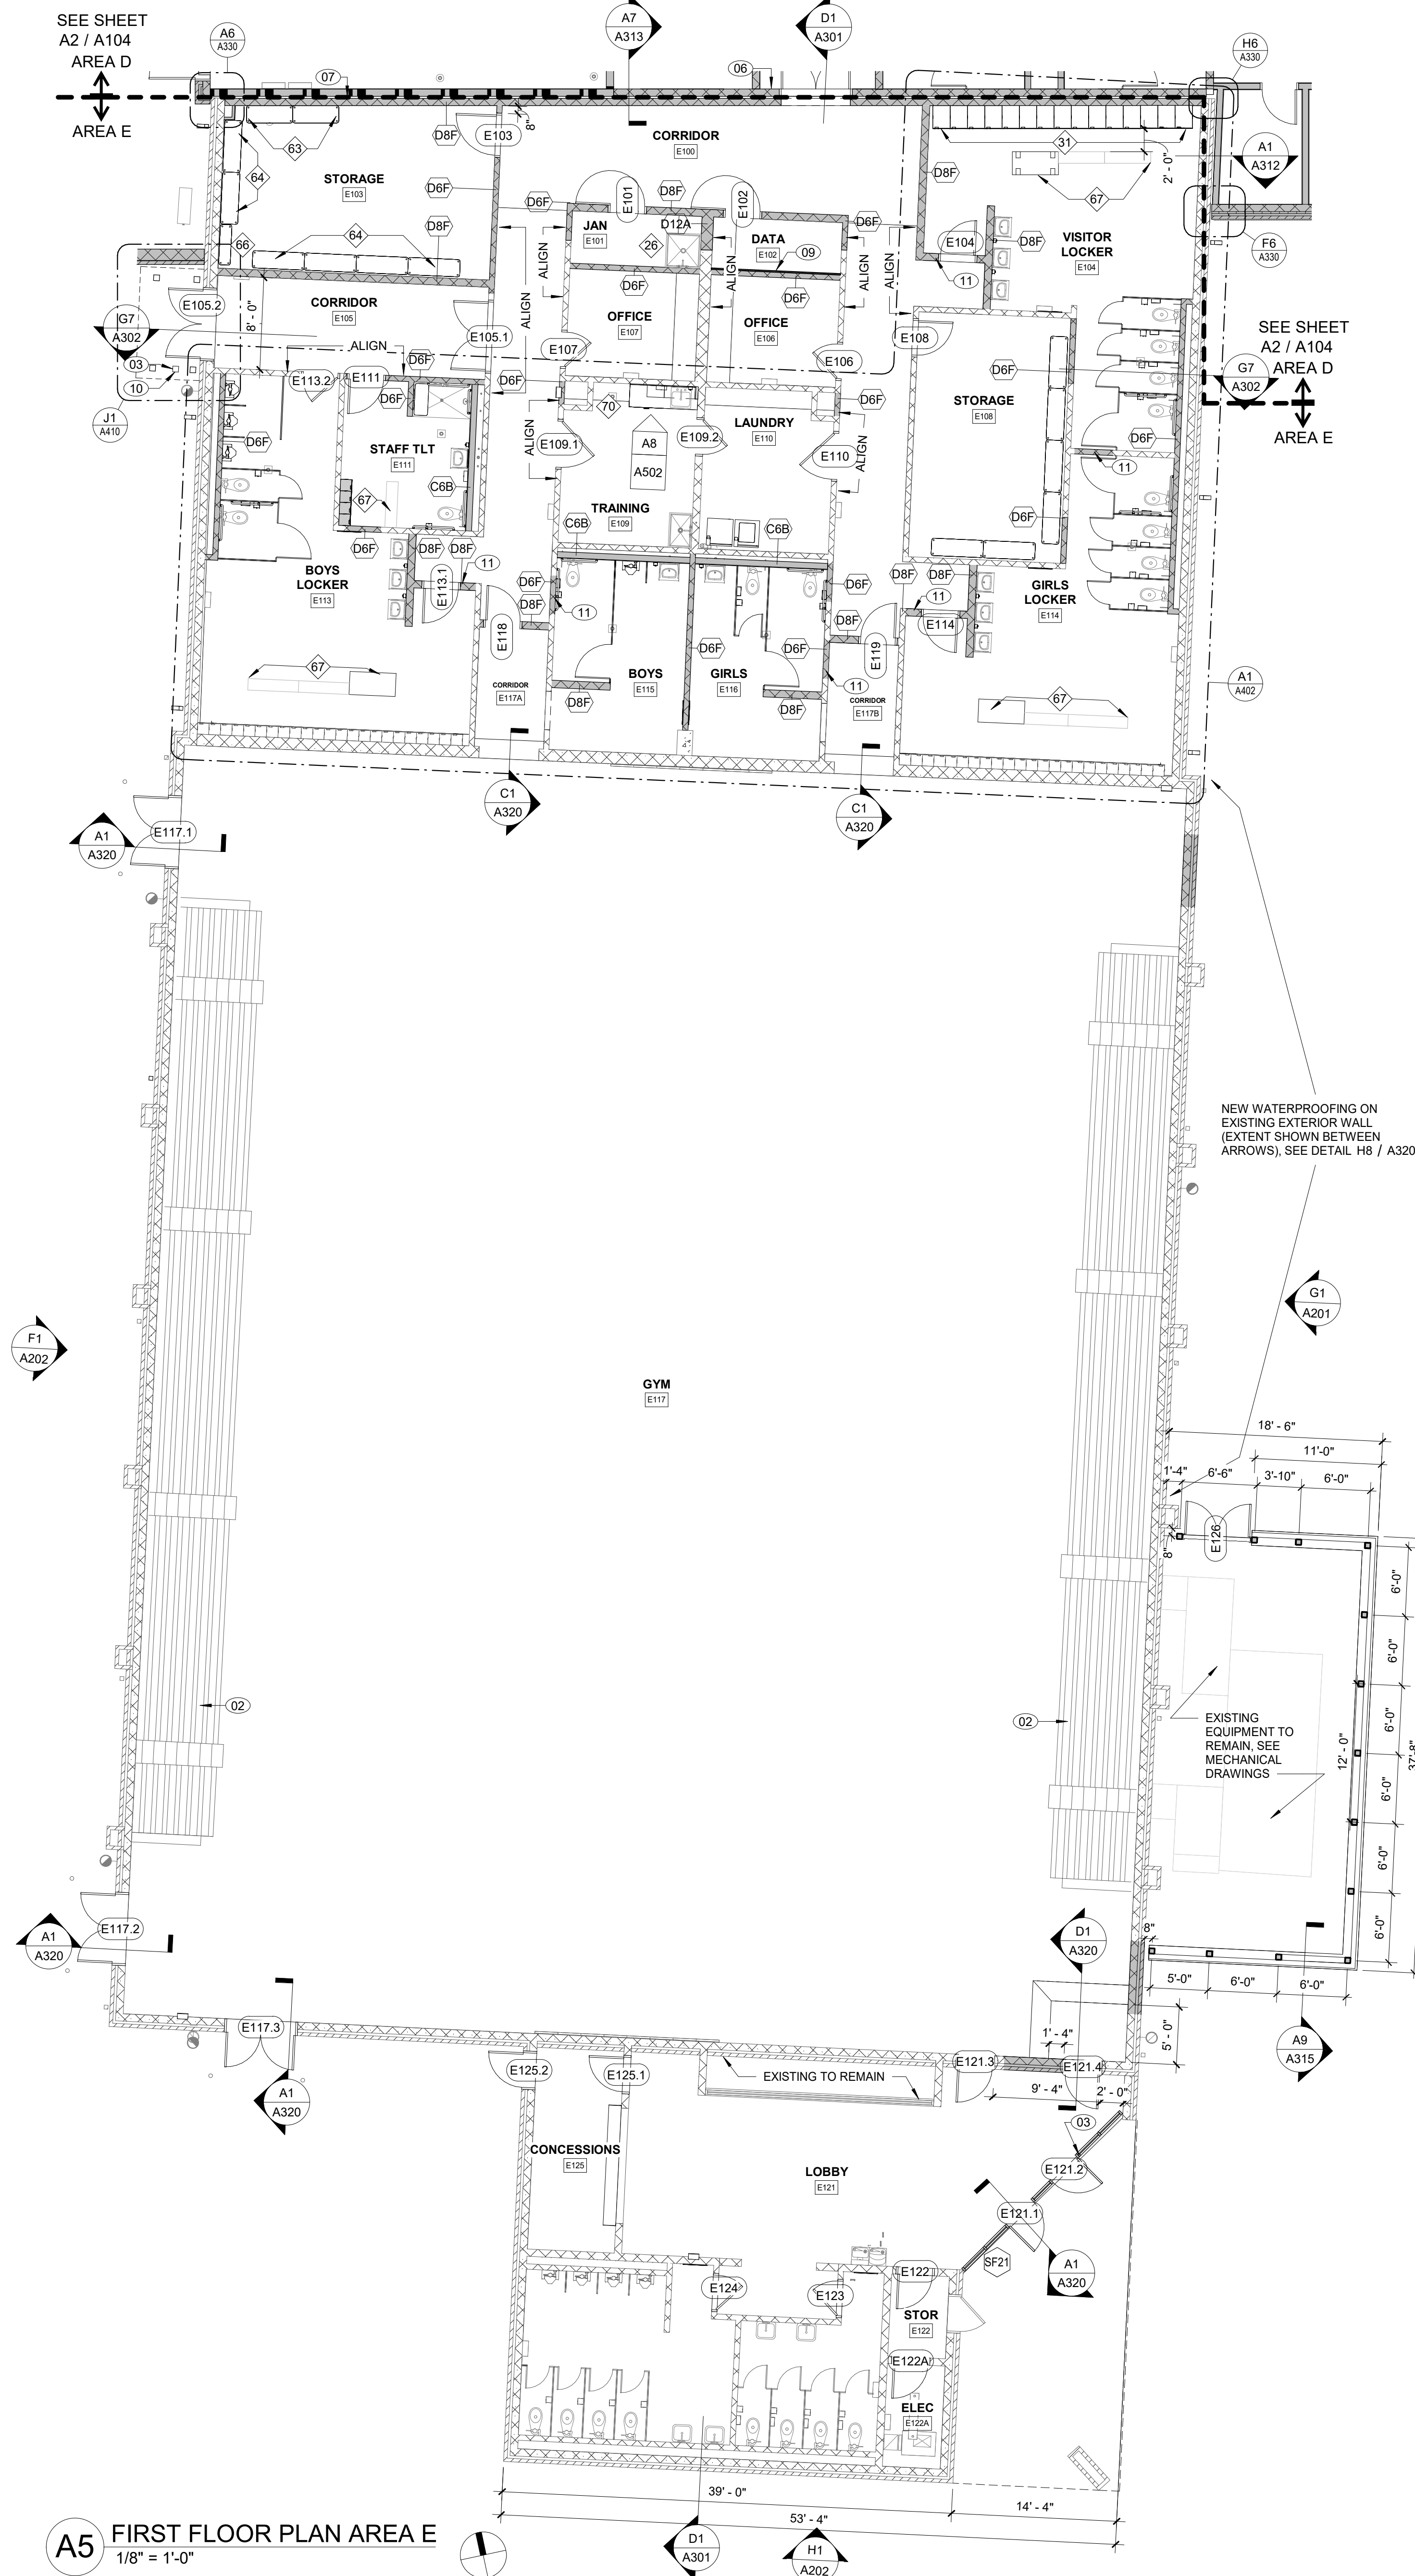 SEE SHEET
A2 / A104
AREA D
AREA E
A6
A330
A7
A313
D1
A301
H6
A330
07
06
63
64
D8F
E103
8"
CORRIDOR
E100
STORAGE
E103
D6F
D8F
64
66
31
2' - 0"
A1
A312
67
D8F
VISITOR
LOCKER
E104
D8F
E104
11
F6
A330
D6F
E101
D8F
E102
D12A
D6F
JAN
E101
26
DATA
E102
09
D6F
D6F
ALIGN
ALIGN
ALIGN
ALIGN
ALIGN
ALIGN
OFFICE
E107
OFFICE
E106
E107
E106
E108
E105.2
CORRIDOR
E105
8' - 0"
E105.1
G7
A302
03
10
J1
A410
ALIGN
E113.2
E111
D6F
D6F
D6F
D6F
STAFF TLT
E111
C6B
67
D6F
D6F
70
E109.1
E109.2
A8
A502
LAUNDRY
E110
E110
D6F
ALIGN
ALIGN
TRAINING
E109
C6B
C6B
STORAGE
E108
D6F
D6F
D6F
11
SEE SHEET
A2 / A104
AREA D
G7
A302
AREA E
BOYS
LOCKER
E113
D8F
D8F
E113.1
11
D6F
D8F
11
E118
D6F
D6F
D6F
D8F
11
E119
D8F
D8F
11
E114
GIRLS
LOCKER
E114
67
CORRIDOR
E117A
D8F
BOYS
E115
GIRLS
E116
D8F
CORRIDOR
E117B
67
A1
A402
C1
A320
C1
A320
A1
A320
E117.1
NEW WATERPROOFING ON
EXISTING EXTERIOR WALL
(EXTENT SHOWN BETWEEN
ARROWS), SEE DETAIL H8 / A320
F1
A202
G1
A201
GYM
E117
18' - 6"
11'-0"
1'-4"
6'-6"
3'-10"
6'-0"
E126
8"
6'-0"
6'-0"
6'-0"
6'-0"
6'-0"
6'-0"
12' - 0"
37'-8"
02
02
EXISTING
EQUIPMENT TO
REMAIN, SEE
MECHANICAL
DRAWINGS
E117.2
A1
A320
D1
A320
8"
5'-0"
6'-0"
6'-0"
5' - 0"
A9
A315
E117.3
A1
A320
E125.2
E125.1
EXISTING TO REMAIN
E121.3
1' - 4"
E121.4
9' - 4"
2' - 0"
03
CONCESSIONS
E125
LOBBY
E121
E121.2
E121.1
SF21
A1
A320
E124
E123
E122
STOR
E122
E122A
ELEC
E122A
39' - 0"
14' - 4"
53' - 4"
D1
A301
H1
A202
A5
FIRST FLOOR PLAN AREA E
1/8" = 1'-0"